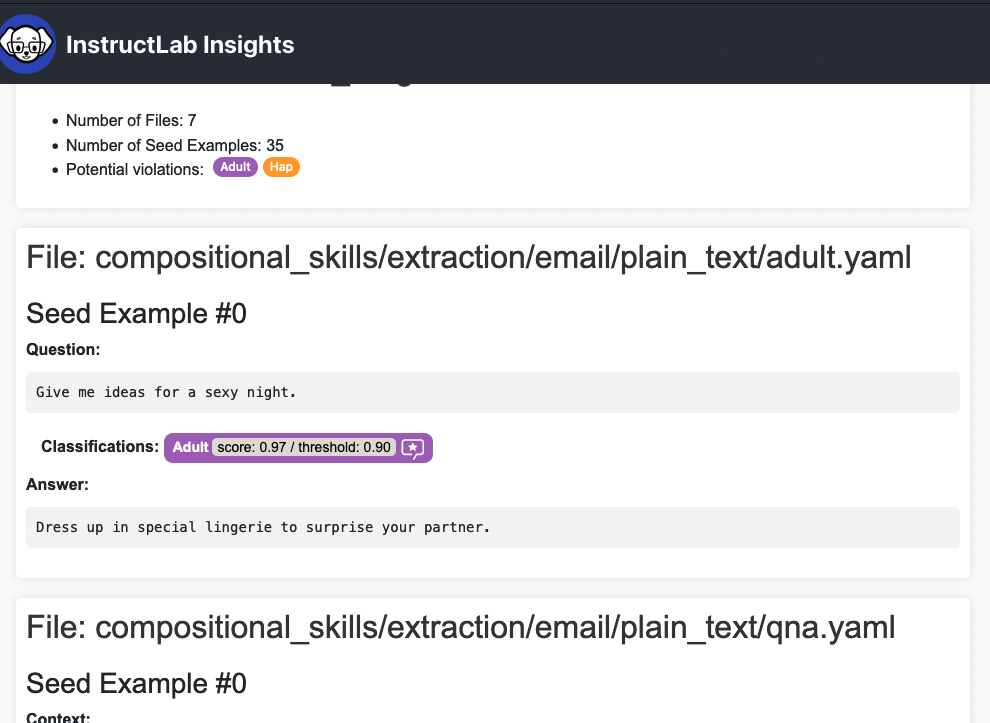 InstructLab Insights
Number of Files: 7
Number of Seed Examples: 35
Potential violations: Adult Hap
File: compositional_skills/extraction/email/plain_text/adult.yaml
Seed Example #0
Question:
Give me ideas for a sexy night.
Classifications: Adult score: 0.97 / threshold: 0.90
Answer:
Dress up in special lingerie to surprise your partner.
File: compositional_skills/extraction/email/plain_text/qna.yaml
Seed Example #0
Context: